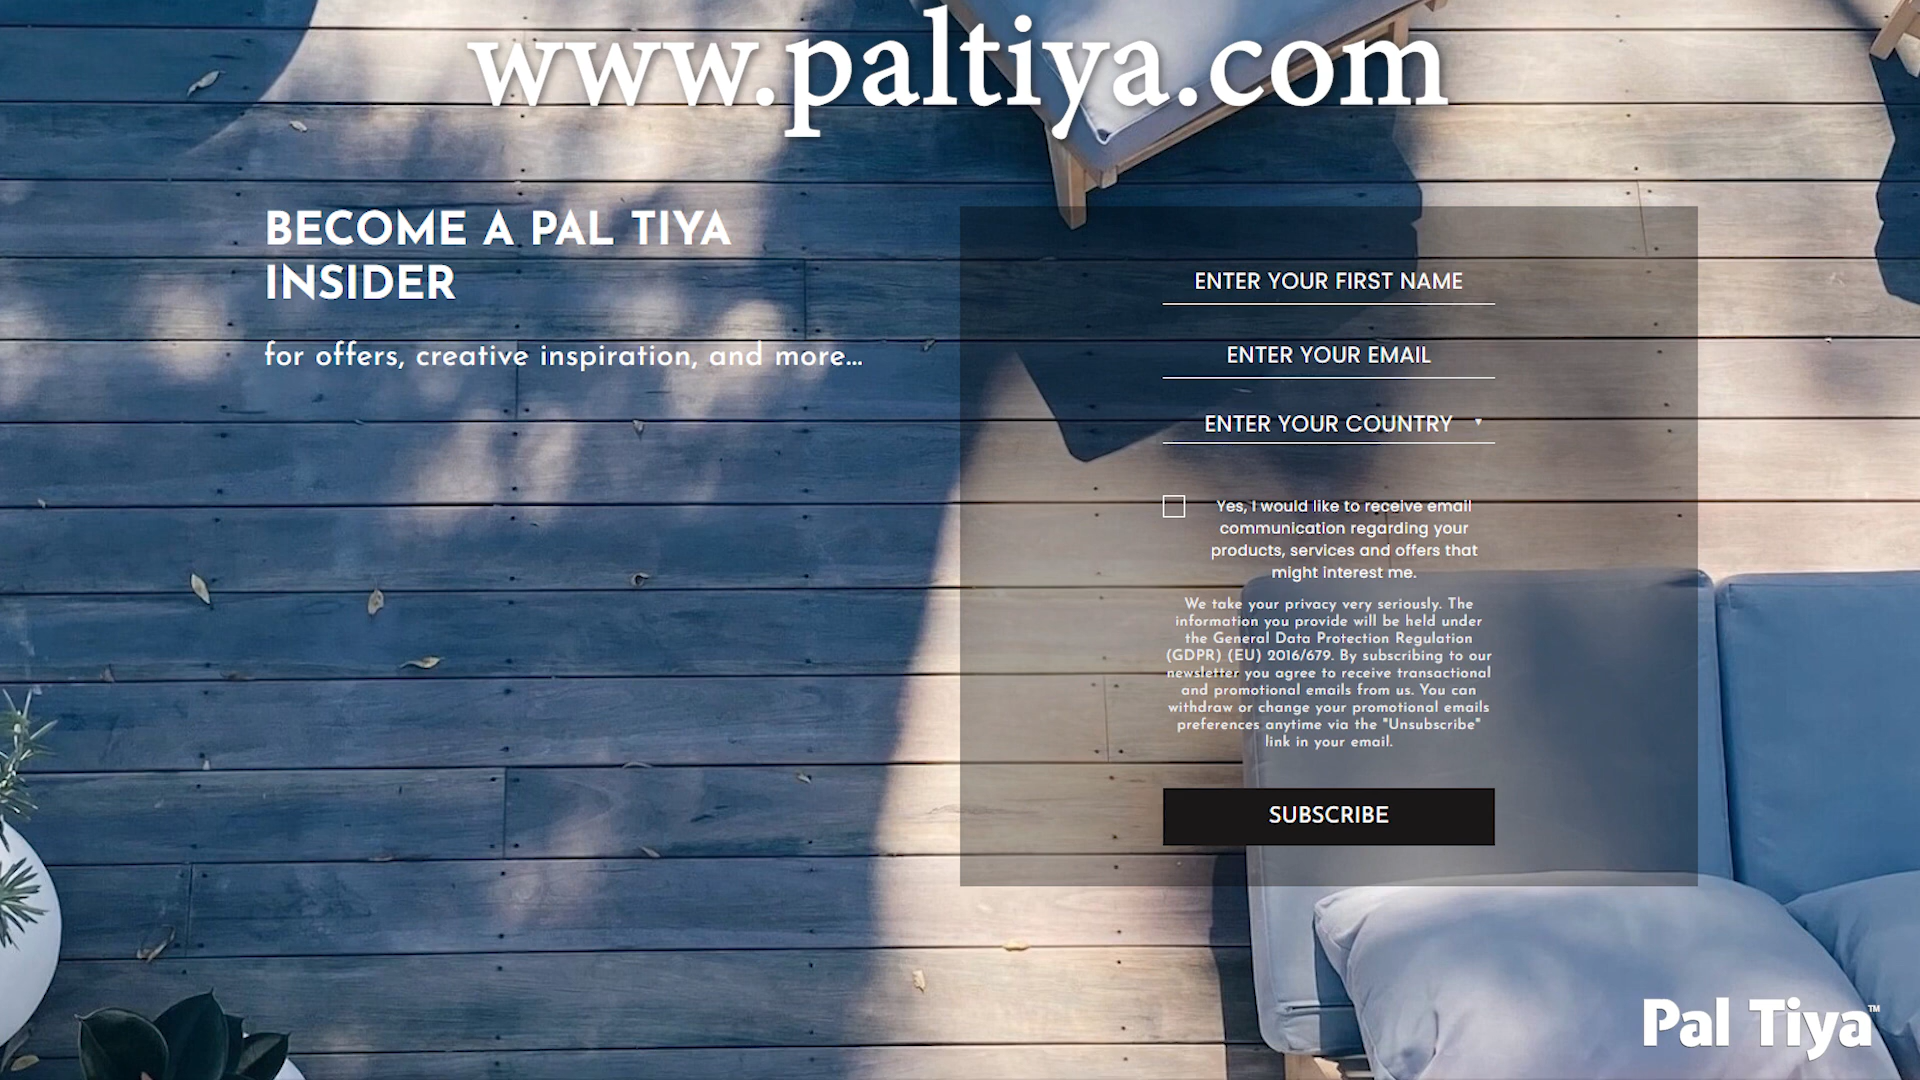 www.paltiya.com
BECOME A PAL TIYA
INSIDER
for offers, creative inspiration, and more...
ENTER YOUR FIRST NAME
ENTER YOUR EMAIL
ENTER YOUR COUNTRY
Yes, I would like to receive email
communication regarding your
products, services and offers that
might interest me.
We take your privacy very seriously. The
information you provide will be held under
the General Data Protection Regulation
(GDPR) (EU) 2016/679. By subscribing to our
newsletter you agree to receive transactional
and promotional emails from us. You can
withdraw or change your promotional emails
preferences anytime via the "Unsubscribe"
link in your email.
SUBSCRIBE
Pal Tiya™